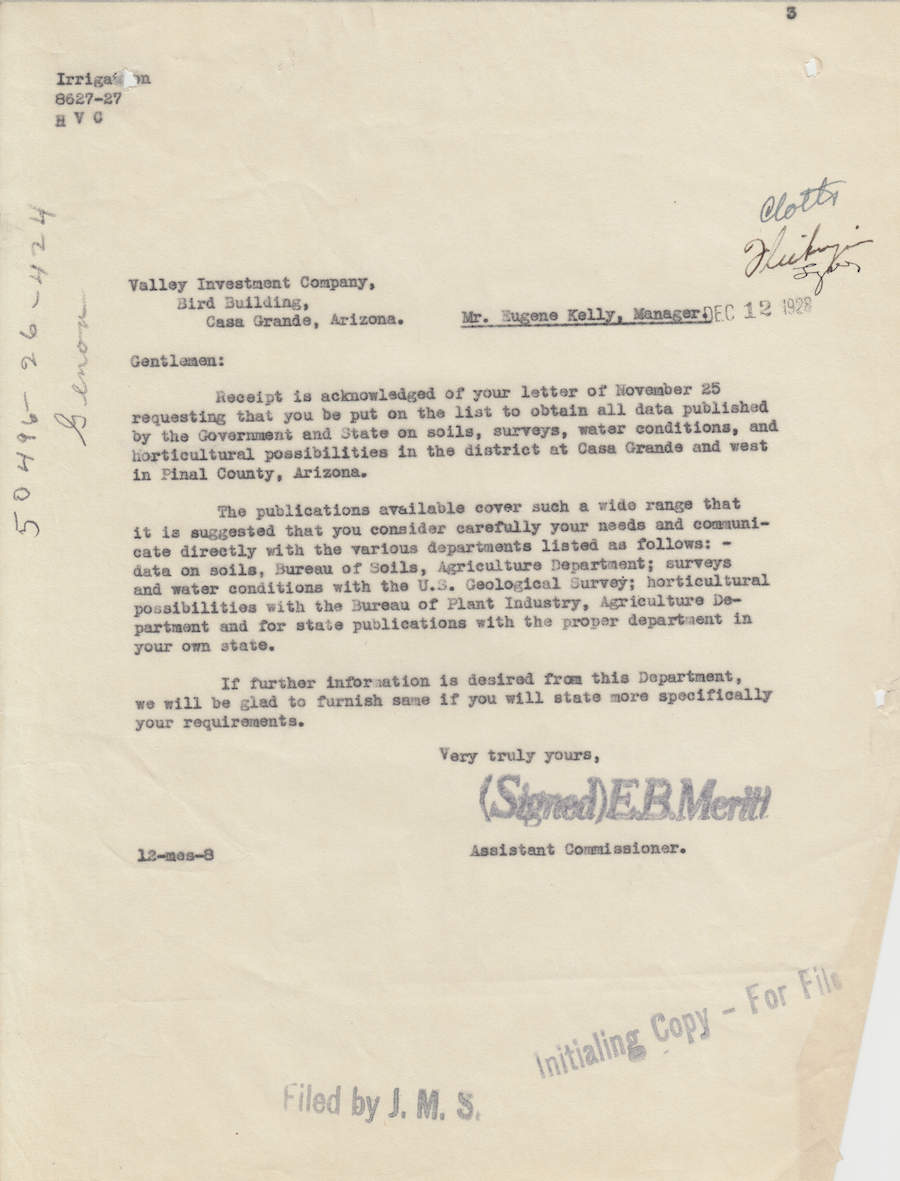 3
Irrigation
8627-27
H V C
Clotts
50496-26-424
Valley Investment Company,
Bird Building,
Casa Grande, Arizona.
Mr. Eugene Kelly, Manager.
DEC 12 1928
Gentlemen:
Receipt is acknowledged of your letter of November 25
requesting that you be put on the list to obtain all data published
by the Government and State on soils, surveys, water conditions, and
horticultural possibilities in the district at Casa Grande and west
in Pinal County, Arizona.
The publications available cover such a wide range that
it is suggested that you consider carefully your needs and communi-
cate directly with the various departments listed as follows: -
data on soils, Bureau of Soils, Agriculture Department; surveys
and water conditions with the U.S. Geological Survey; horticultural
possibilities with the Bureau of Plant Industry, Agriculture De-
partment and for state publications with the proper department in
your own state.
If further information is desired from this Department,
we will be glad to furnish same if you will state more specifically
your requirements.
Very truly yours,
(Signed) E.B. Meritt
12-mes-8
Assistant Commissioner.
Initialing Copy - For File
Filed by J. M. S.